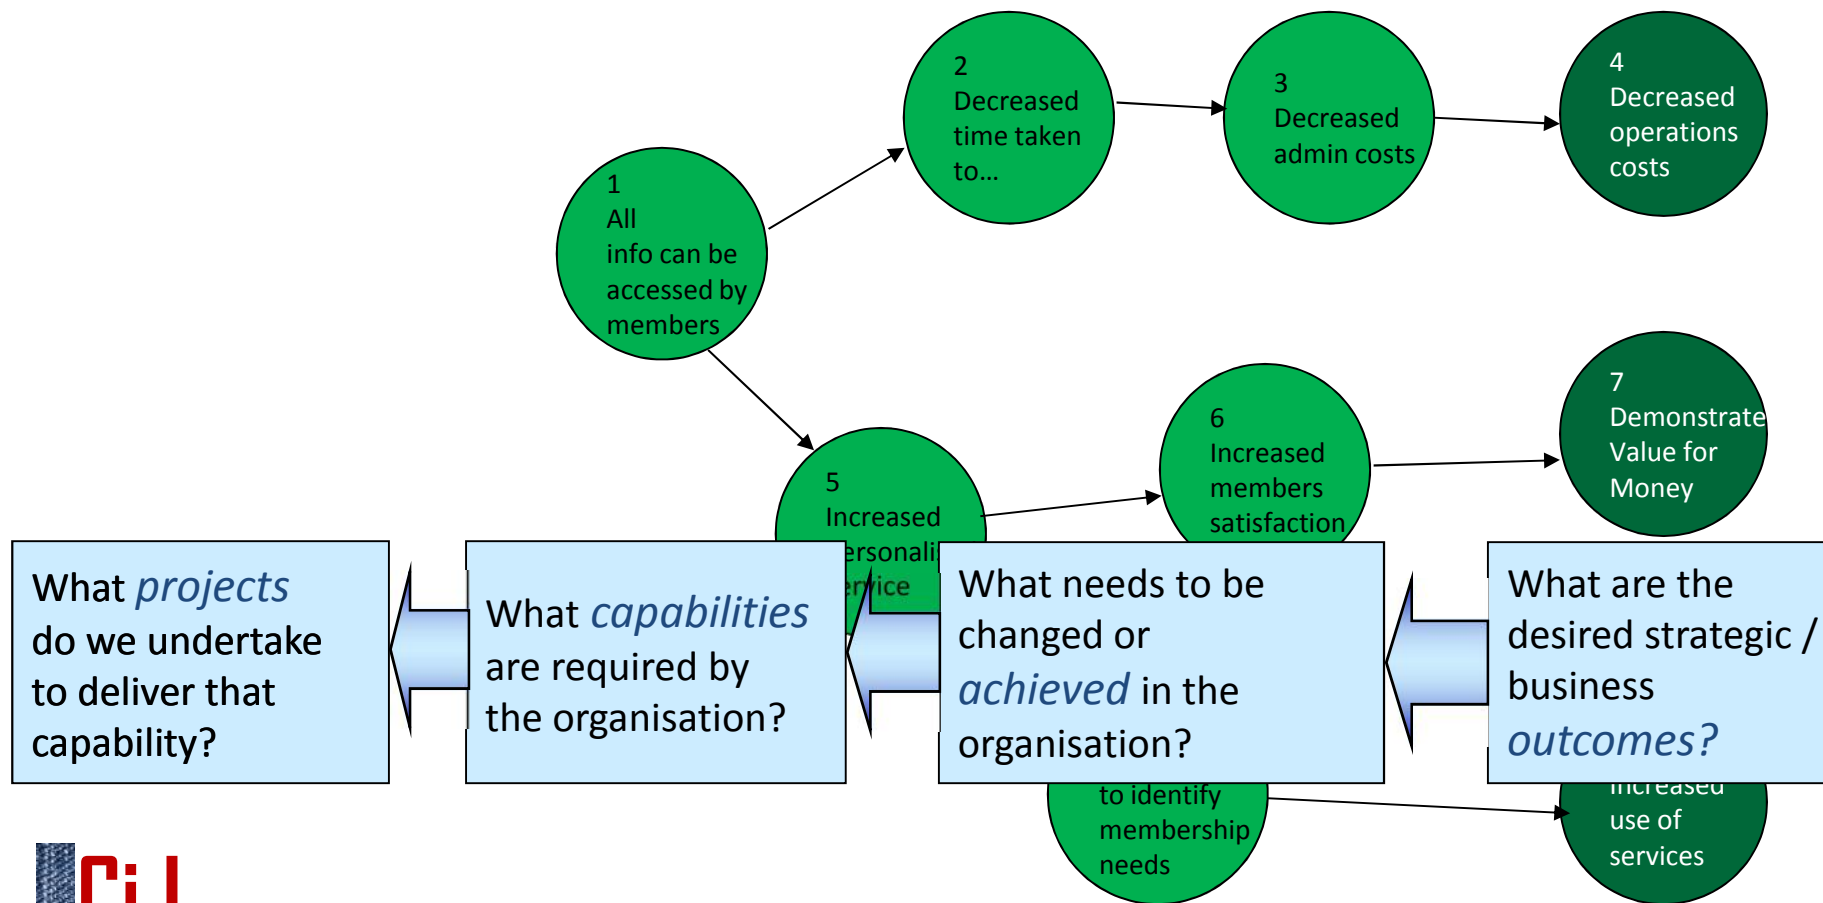 2
Decreased
time taken
to...
3
Decreased
admin costs
4
Decreased
operations
costs
1
All
info can be
accessed by
members
5
Increased
service
6
Increased
members
satisfaction
7
Demonstrate
Value for
Money
What projects
do we undertake
to deliver that
capability?
What capabilities
are required by
the organisation?
What needs to be
changed or
achieved in the
organisation?
What are the
desired strategic /
business
outcomes?
to identify
membership
needs
Increased
use of
services